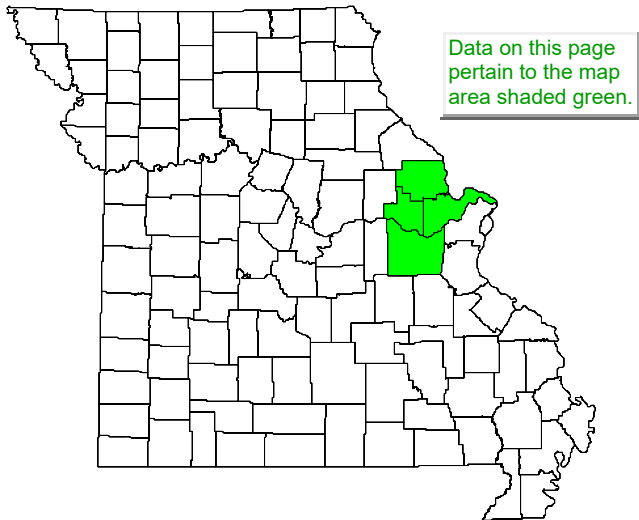 Data on this page
pertain to the map
area shaded green.